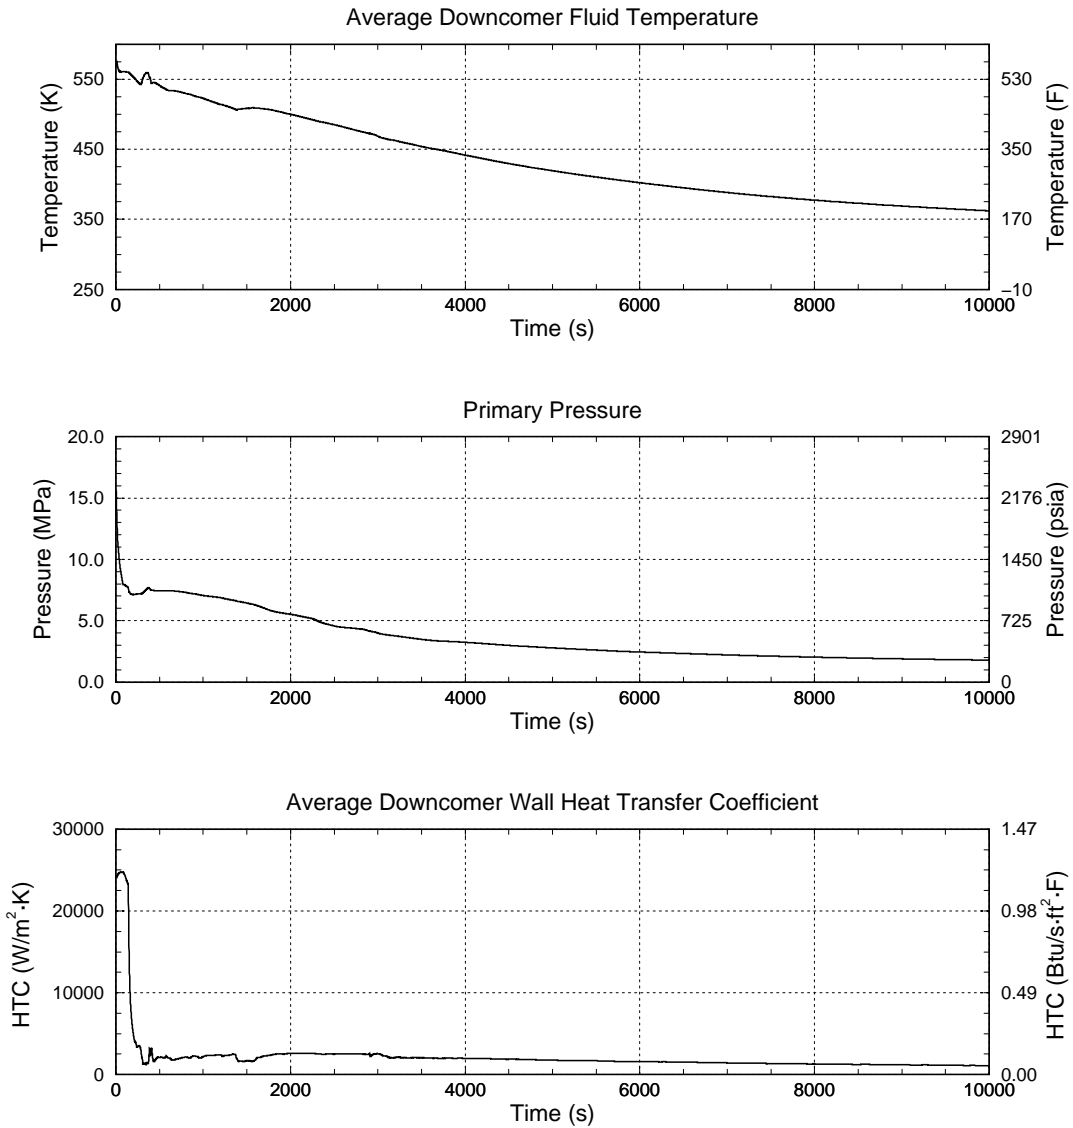 Average Downcomer Fluid Temperature
Temperature (K)
550
450
350
250
530
350
170
–10
Temperature (F)
0 2000 4000 6000 8000 10000
Time (s)
Primary Pressure
Pressure (MPa)
20.0
15.0
10.0
5.0
0.0
2901
2176
1450
725
0
Pressure (psia)
0 2000 4000 6000 8000 10000
Time (s)
Average Downcomer Wall Heat Transfer Coefficient
HTC (W/m²·K)
30000
20000
10000
0
1.47
0.98
0.49
0.00
HTC (Btu/s·ft²·F)
0 2000 4000 6000 8000 10000
Time (s)